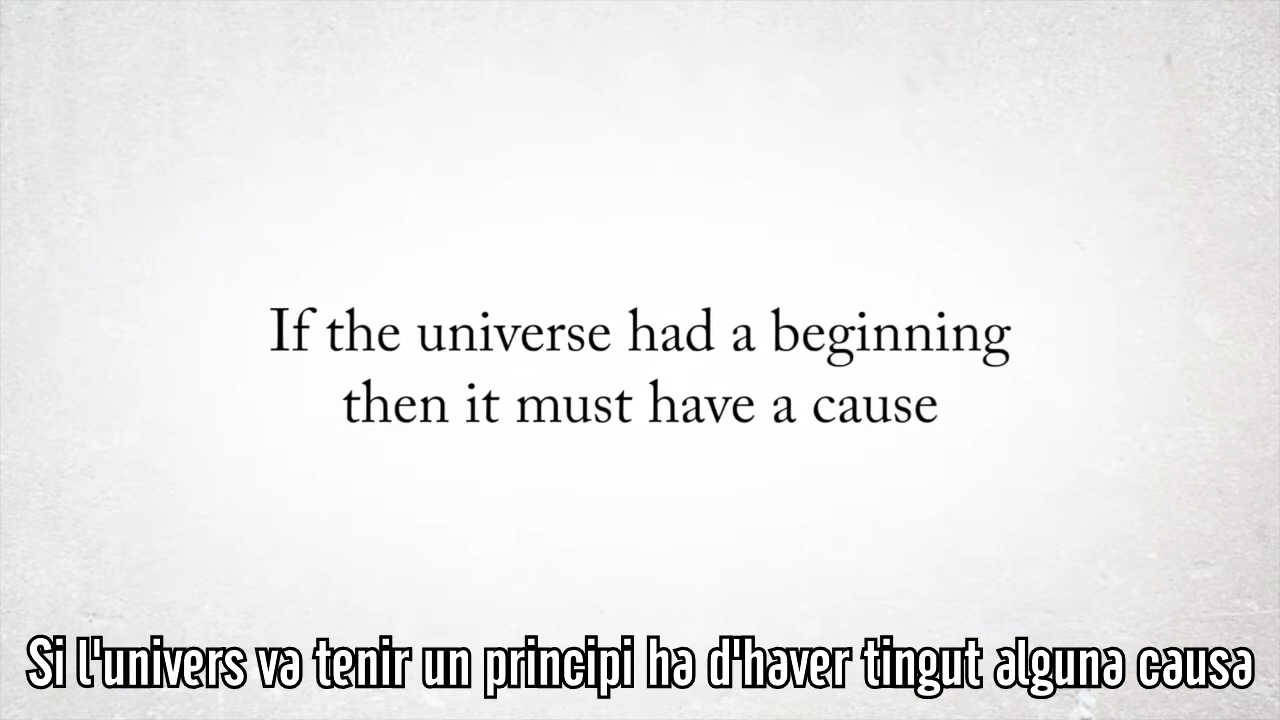 If the universe had a beginning
then it must have a cause
Si l'univers va tenir un principi ha d'haver tingut alguna causa